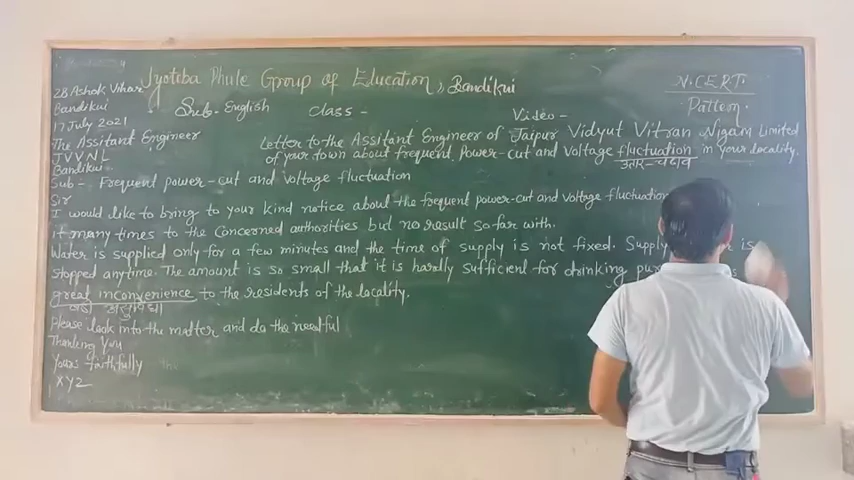 Jyoteba Phule Group of Education, Bandikui
N.C.E.R.T.
Pattern
28 Ashok Vihar
Bandikui
17 July 2021
Sub. English Class - Video -
The Assitant Engineer
JVVNL
Bandikui
Letter to the Assitant Engineer of Jaipur Vidyut Vitran Nigam Limited
of your town about frequent Power-cut and Voltage fluctuation in your locality.
उतार-चढाव
Sub - Frequent power-cut and Voltage fluctuation
Sir
I would like to bring to your kind notice about the frequent power-cut and Voltage fluctuation
it many times to the Concerned authorities but no result so far with.
Water is supplied only for a few minutes and the time of supply is not fixed. Supply is
stopped anytime. The amount is so small that it is hardly sufficient for drinking
great inconvenience to the residents of the locality.
बड़ी असुविधा
Please look into the matter and do the needful
Thanking You
Yours faithfully
XYZ